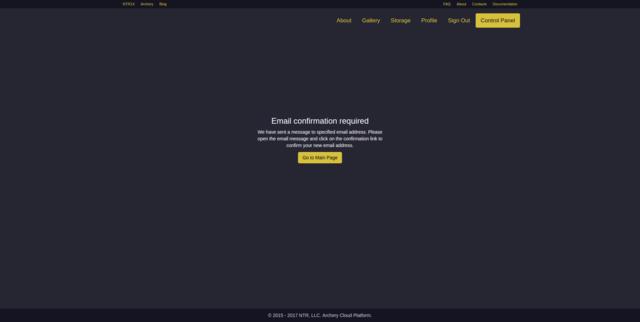 NTR1X Archery Blog FAQ About Contacts Documentation
About Gallery Storage Profile Sign Out Control Panel
Email confirmation required
We have sent a message to specified email address. Please
open the email message and click on the confirmation link to
confirm your new email address.
Go to Main Page
© 2015 - 2017 NTR, LLC. Archery Cloud Platform.